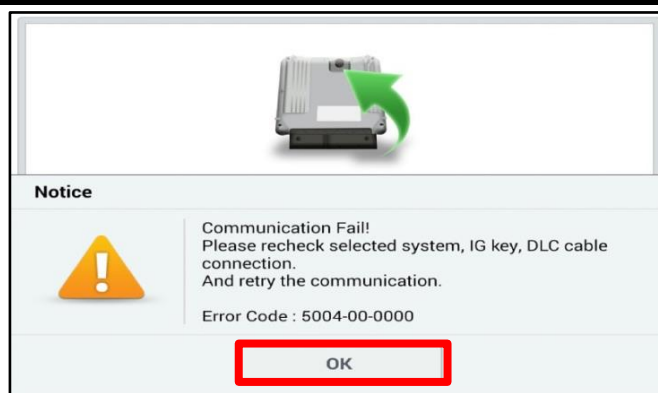 Notice
Communication Fail!
Please recheck selected system, IG key, DLC cable
connection.
And retry the communication.
Error Code : 5004-00-0000
OK